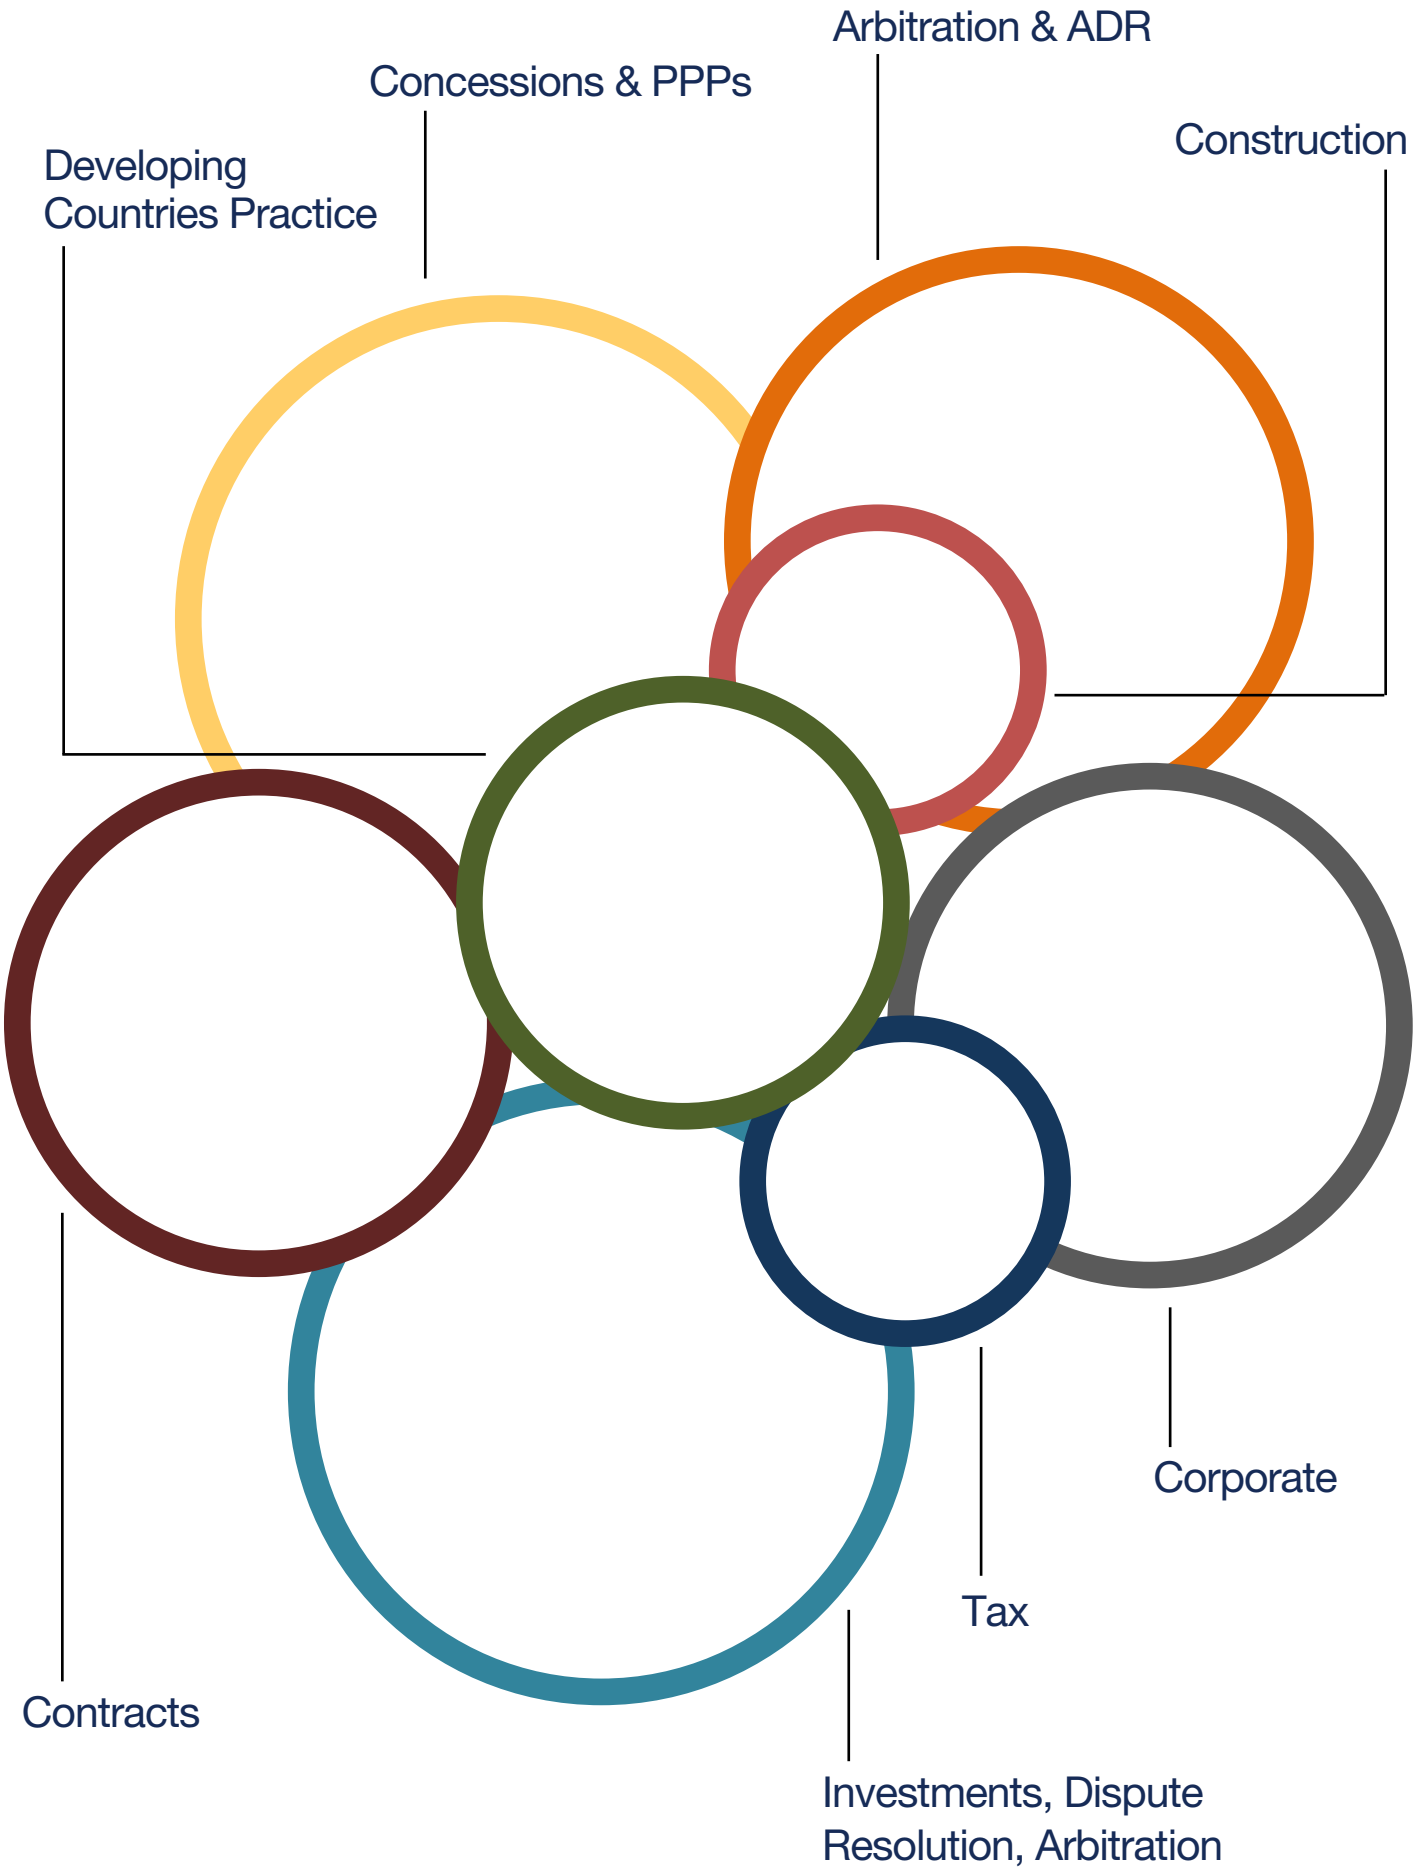 Arbitration & ADR
Concessions & PPPs
Construction
Developing
Countries Practice
Corporate
Tax
Contracts
Investments, Dispute
Resolution, Arbitration